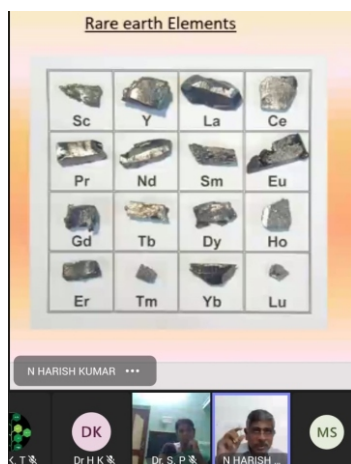 Rare earth Elements
Sc Y La Ce
Pr Nd Sm Eu
Gd Tb Dy Ho
Er Tm Yb Lu
N HARISH KUMAR •••
DK
MS
K. T Dr H K Dr. S. P N HARISH ...